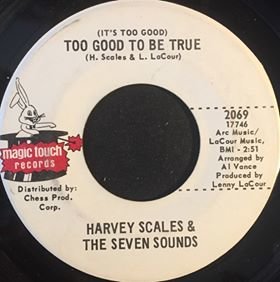 (IT'S TOO GOOD)
TOO GOOD TO BE TRUE
(H. Scales & L. LaCour)
2069
17746
Arc Music/
LaCour Music,
BMI - 2:51
Arranged by
Al Vance
Produced by
Lenny LaCour
magic touch
records
Distributed by:
Chess Prod.
Corp.
HARVEY SCALES &
THE SEVEN SOUNDS